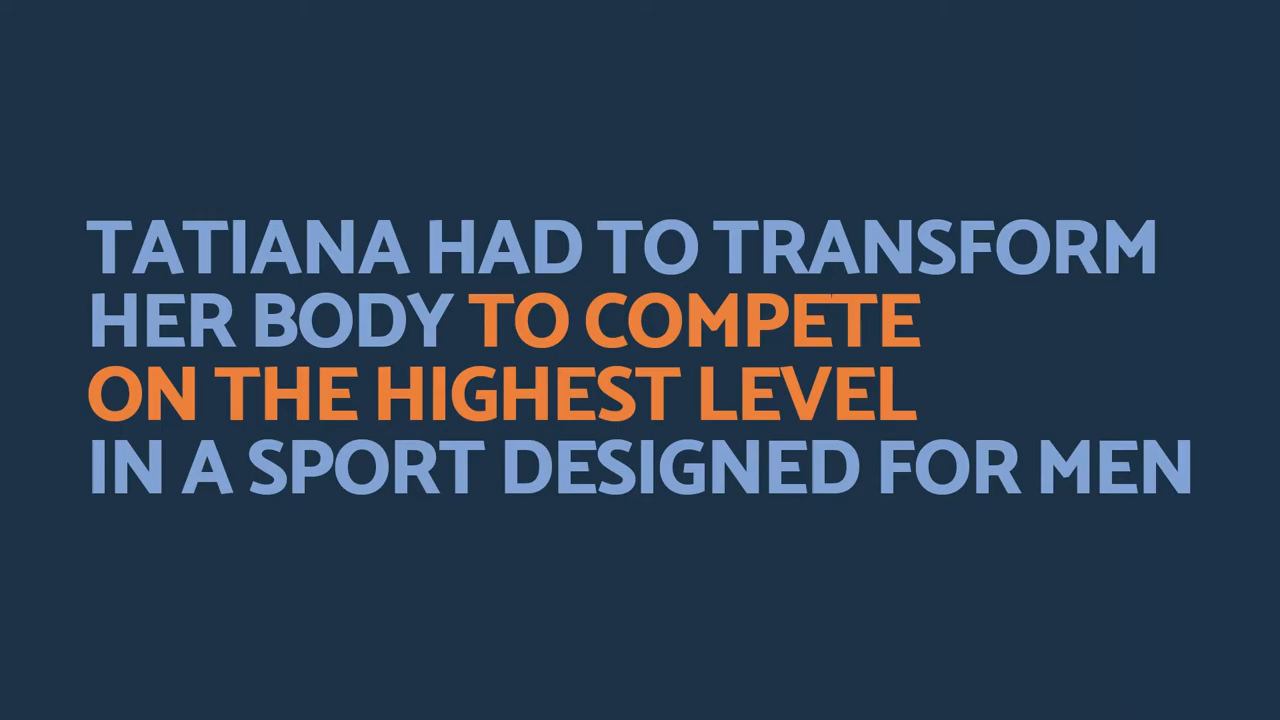 TATIANA HAD TO TRANSFORM
HER BODY TO COMPETE
ON THE HIGHEST LEVEL
IN A SPORT DESIGNED FOR MEN